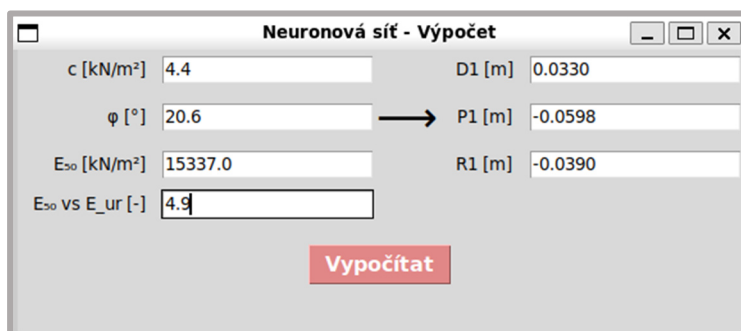 Neuronová síť - Výpočet
c [kN/m²] 4.4 D1 [m] 0.0330
φ [°] 20.6 P1 [m] -0.0598
E₅₀ [kN/m²] 15337.0 R1 [m] -0.0390
E₅₀ vs E_ur [-] 4.9
Vypočítat